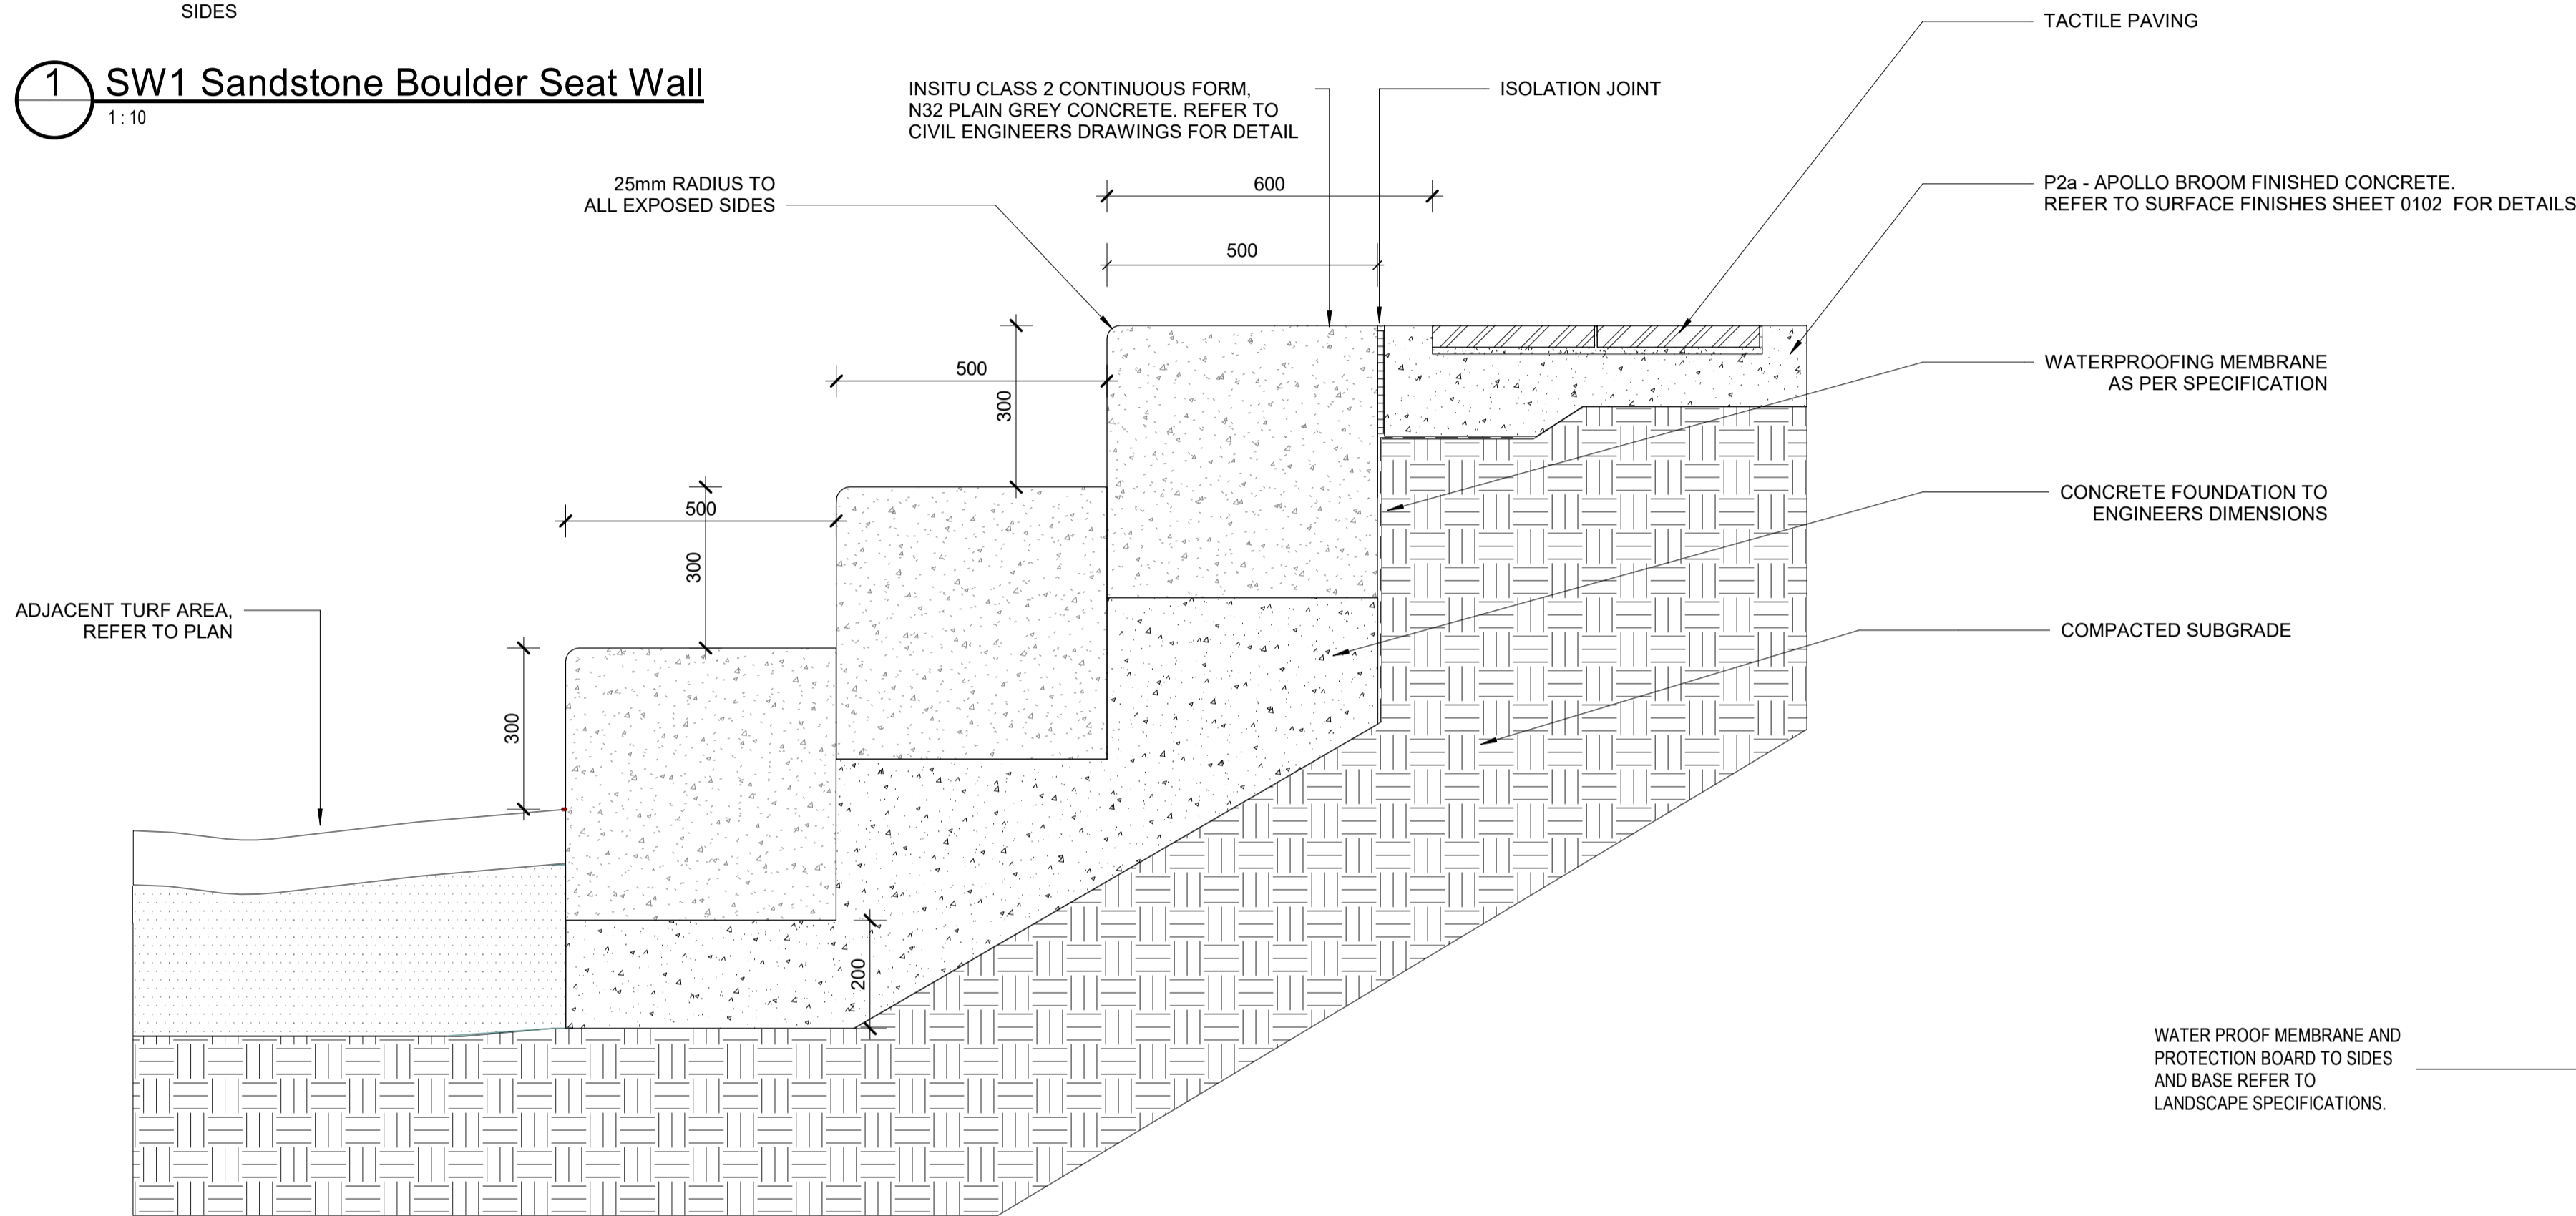 SIDES
1
SW1 Sandstone Boulder Seat Wall
1 : 10
INSITU CLASS 2 CONTINUOUS FORM,
N32 PLAIN GREY CONCRETE. REFER TO
CIVIL ENGINEERS DRAWINGS FOR DETAIL
ISOLATION JOINT
TACTILE PAVING
25mm RADIUS TO
ALL EXPOSED SIDES
600
P2a - APOLLO BROOM FINISHED CONCRETE.
REFER TO SURFACE FINISHES SHEET 0102 FOR DETAILS
500
500
300
WATERPROOFING MEMBRANE
AS PER SPECIFICATION
500
300
CONCRETE FOUNDATION TO
ENGINEERS DIMENSIONS
ADJACENT TURF AREA,
REFER TO PLAN
COMPACTED SUBGRADE
300
200
WATER PROOF MEMBRANE AND
PROTECTION BOARD TO SIDES
AND BASE REFER TO
LANDSCAPE SPECIFICATIONS.